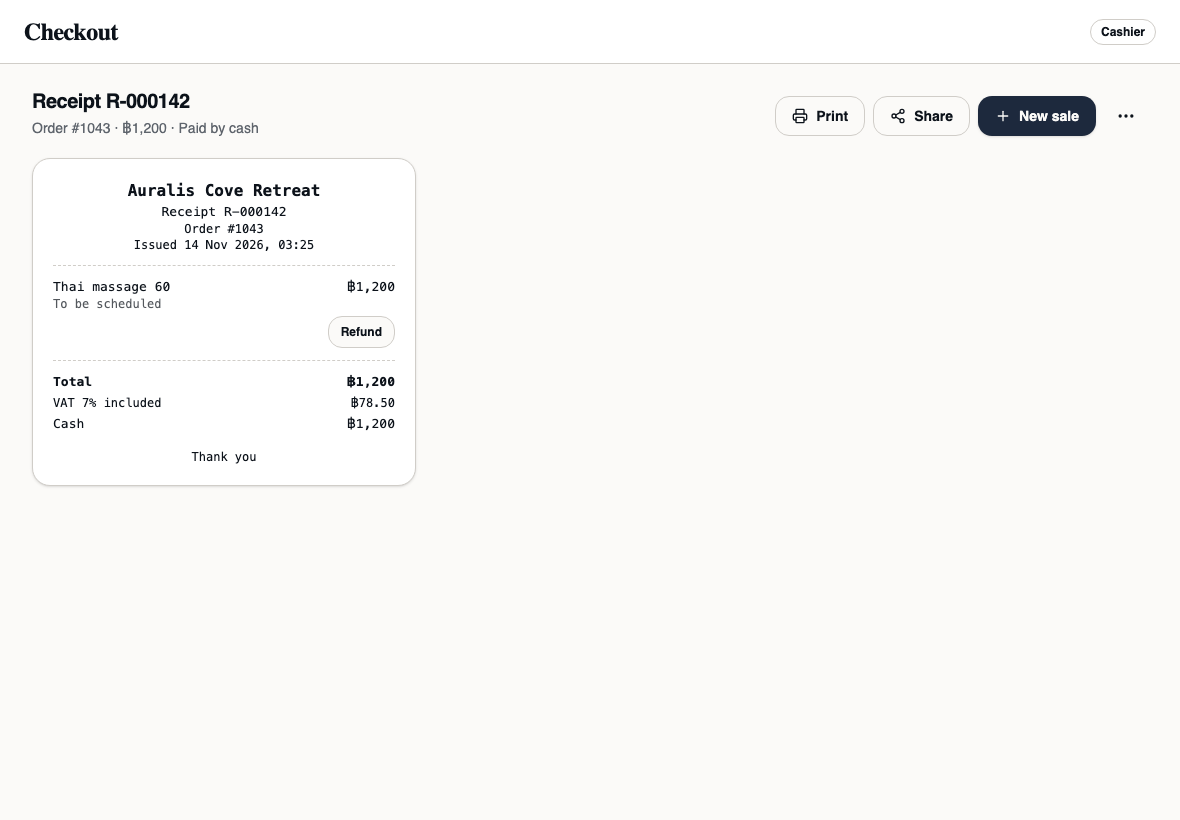 Checkout
Cashier
Receipt R-000142
Order #1043 · ฿1,200 · Paid by cash
Print
Share
New sale
Auralis Cove Retreat
Receipt R-000142
Order #1043
Issued 14 Nov 2026, 03:25
Thai massage 60 ฿1,200
To be scheduled
Refund
Total ฿1,200
VAT 7% included ฿78.50
Cash ฿1,200
Thank you